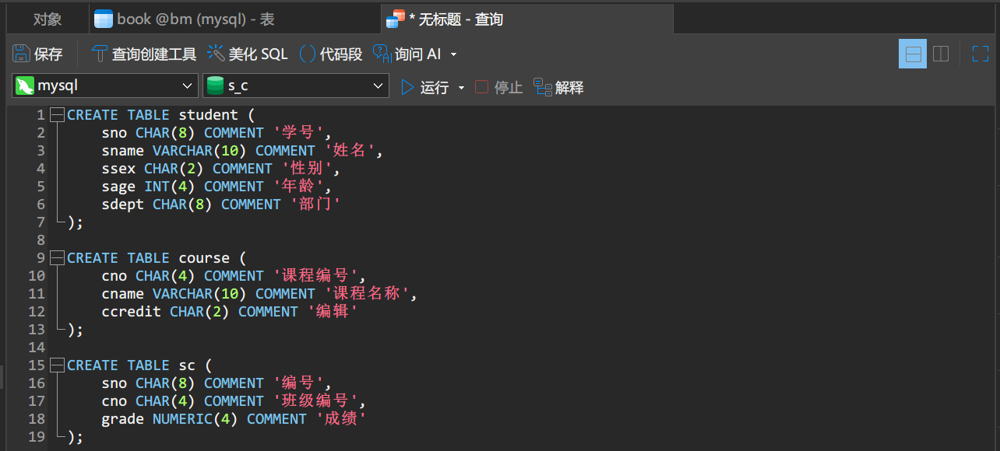 对象 book @bm (mysql) - 表 * 无标题 - 查询
保存 查询创建工具 美化 SQL () 代码段 询问 AI
mysql s_c 运行 停止 解释
1 CREATE TABLE student (
2 sno CHAR(8) COMMENT '学号',
3 sname VARCHAR(10) COMMENT '姓名',
4 ssex CHAR(2) COMMENT '性别',
5 sage INT(4) COMMENT '年龄',
6 sdept CHAR(8) COMMENT '部门'
7 );
8
9 CREATE TABLE course (
10 cno CHAR(4) COMMENT '课程编号',
11 cname VARCHAR(10) COMMENT '课程名称',
12 ccredit CHAR(2) COMMENT '编辑'
13 );
14
15 CREATE TABLE sc (
16 sno CHAR(8) COMMENT '编号',
17 cno CHAR(4) COMMENT '班级编号',
18 grade NUMERIC(4) COMMENT '成绩'
19 );